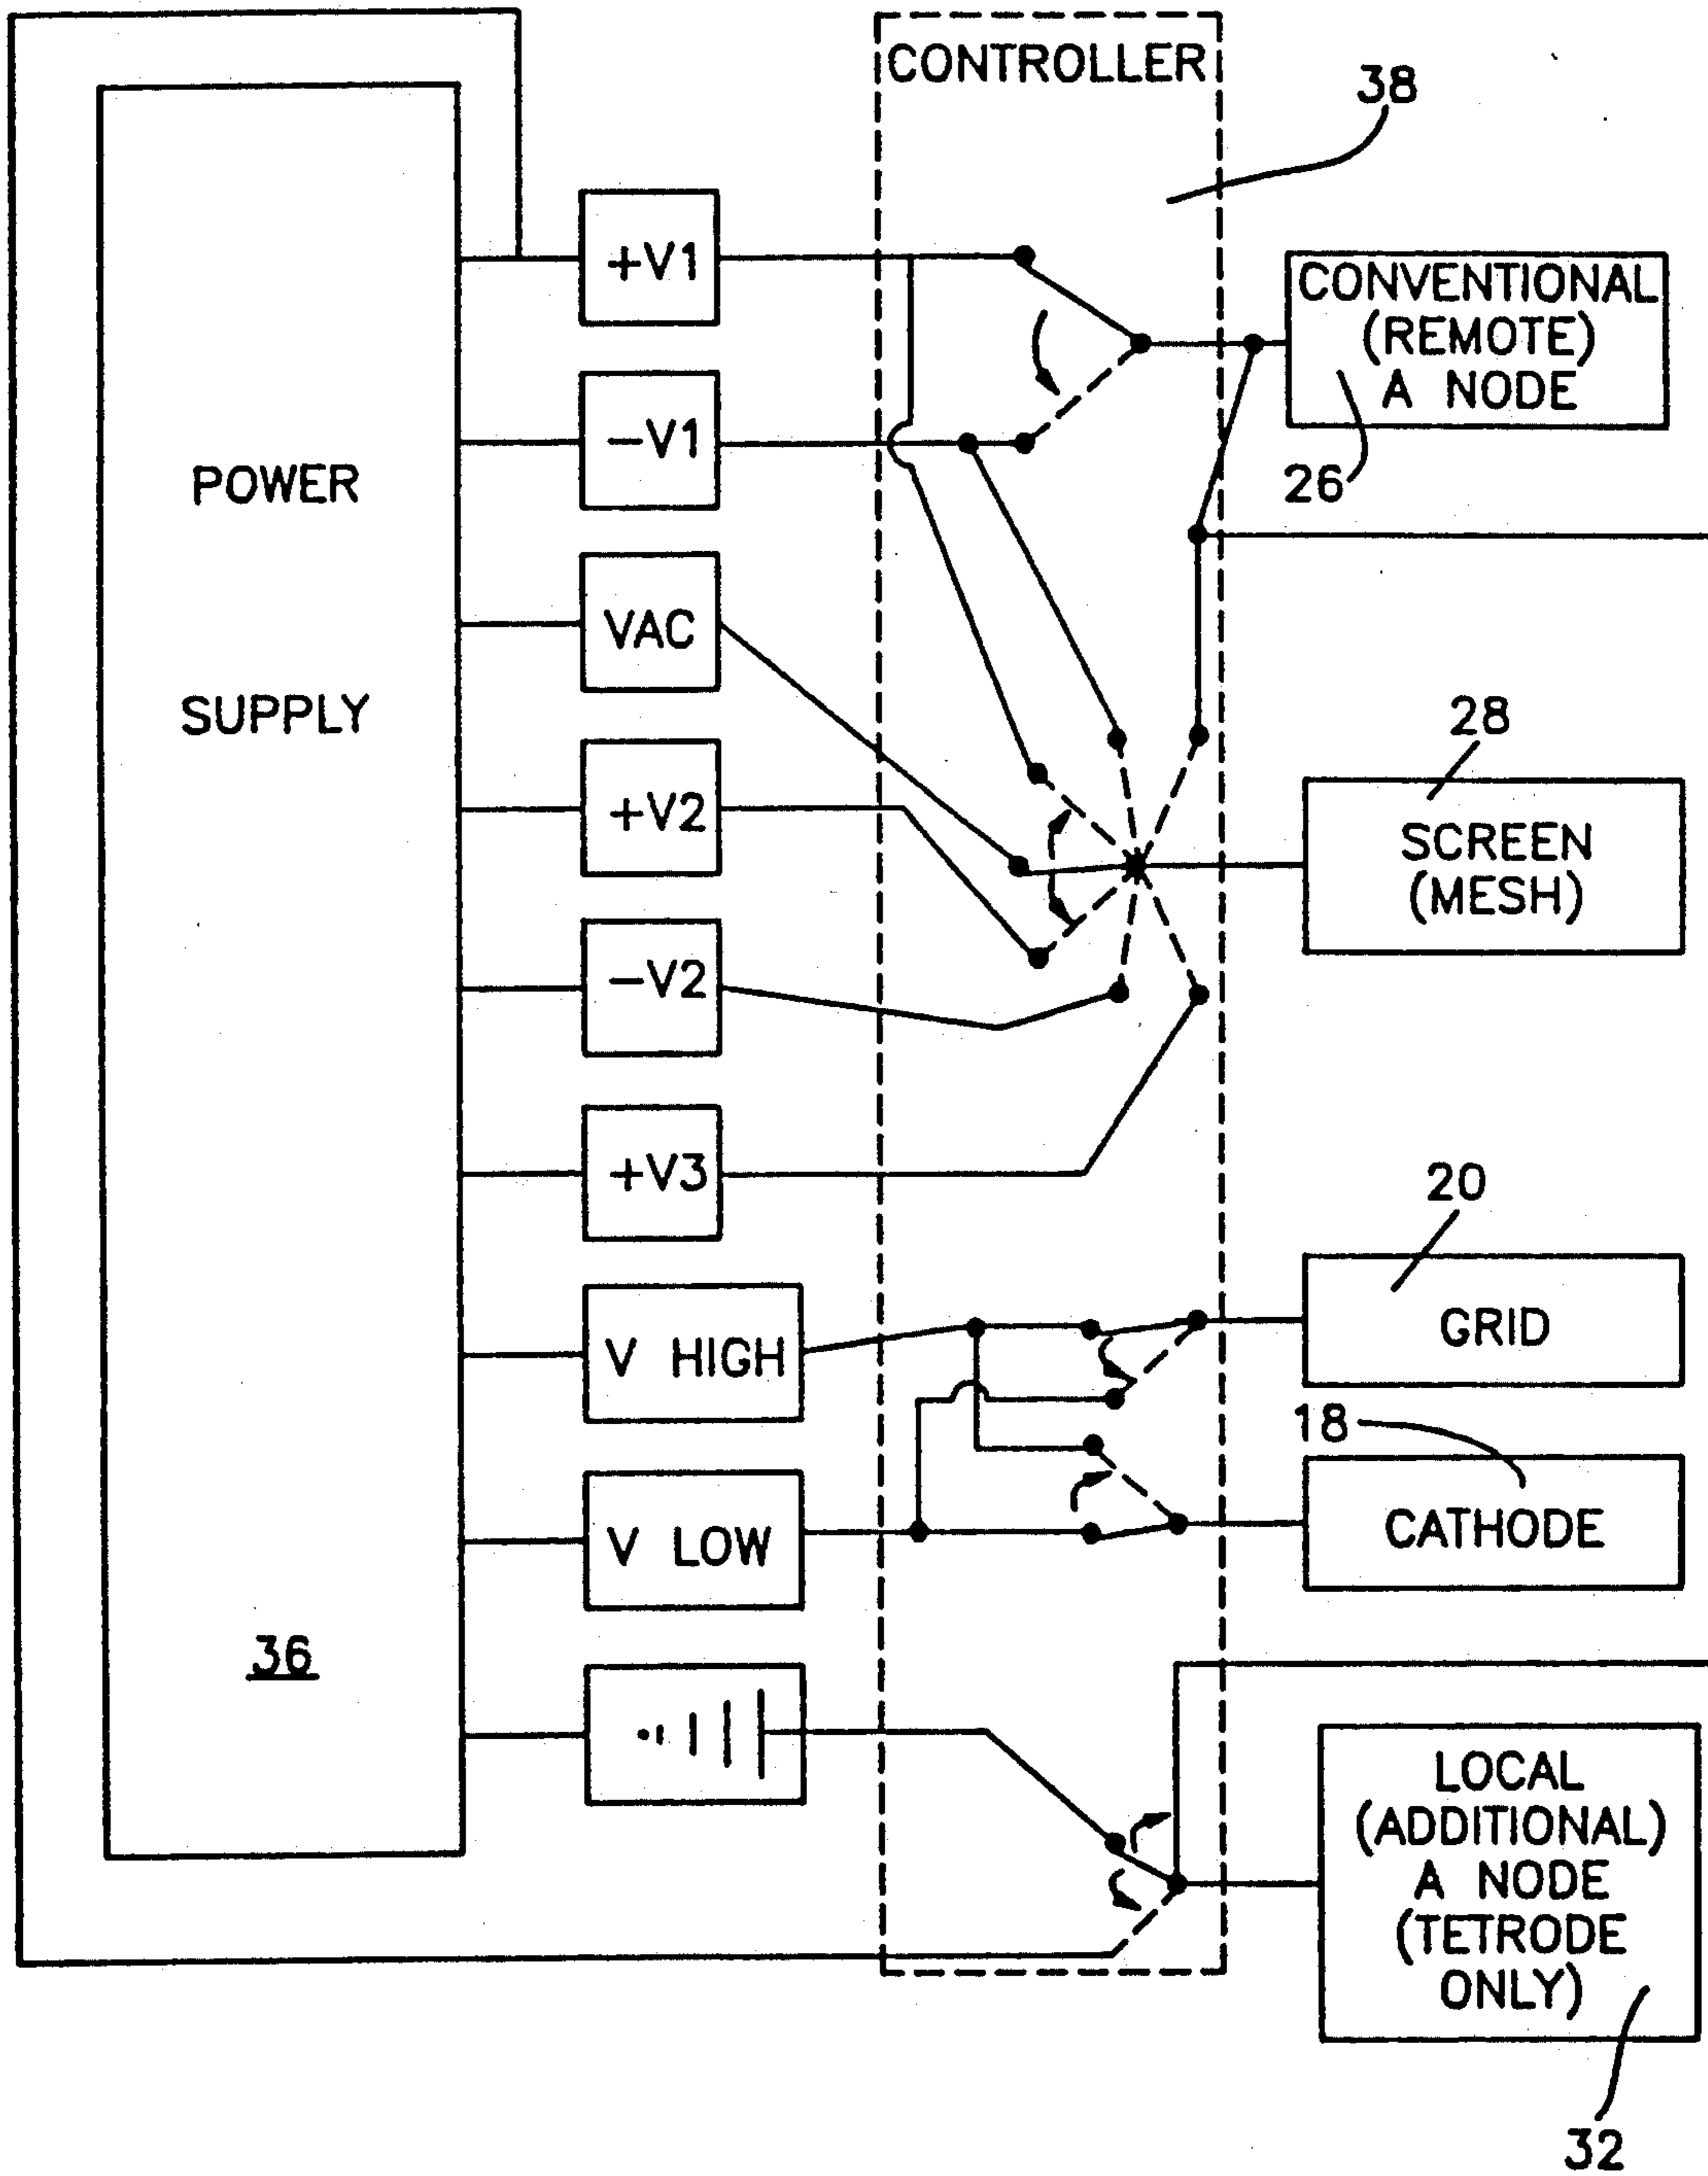 CONTROLLER
38
POWER
SUPPLY
36
+V1
-V1
VAC
+V2
-V2
+V3
V HIGH
V LOW
CONVENTIONAL
(REMOTE)
A NODE
26
28
SCREEN
(MESH)
20
GRID
18
CATHODE
LOCAL
(ADDITIONAL)
A NODE
(TETRODE
ONLY)
32